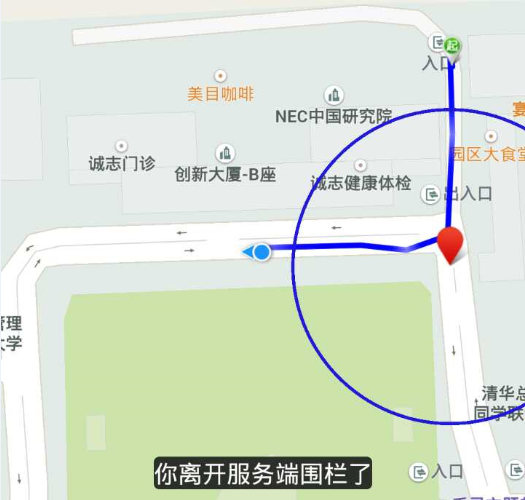 起
入口
美目咖啡
NEC中国研究院
宴
诚志门诊
创新大厦-B座
园区大食堂
诚志健康体检
出入口
管理
大学
清华总
同学联
入口
你离开服务端围栏了